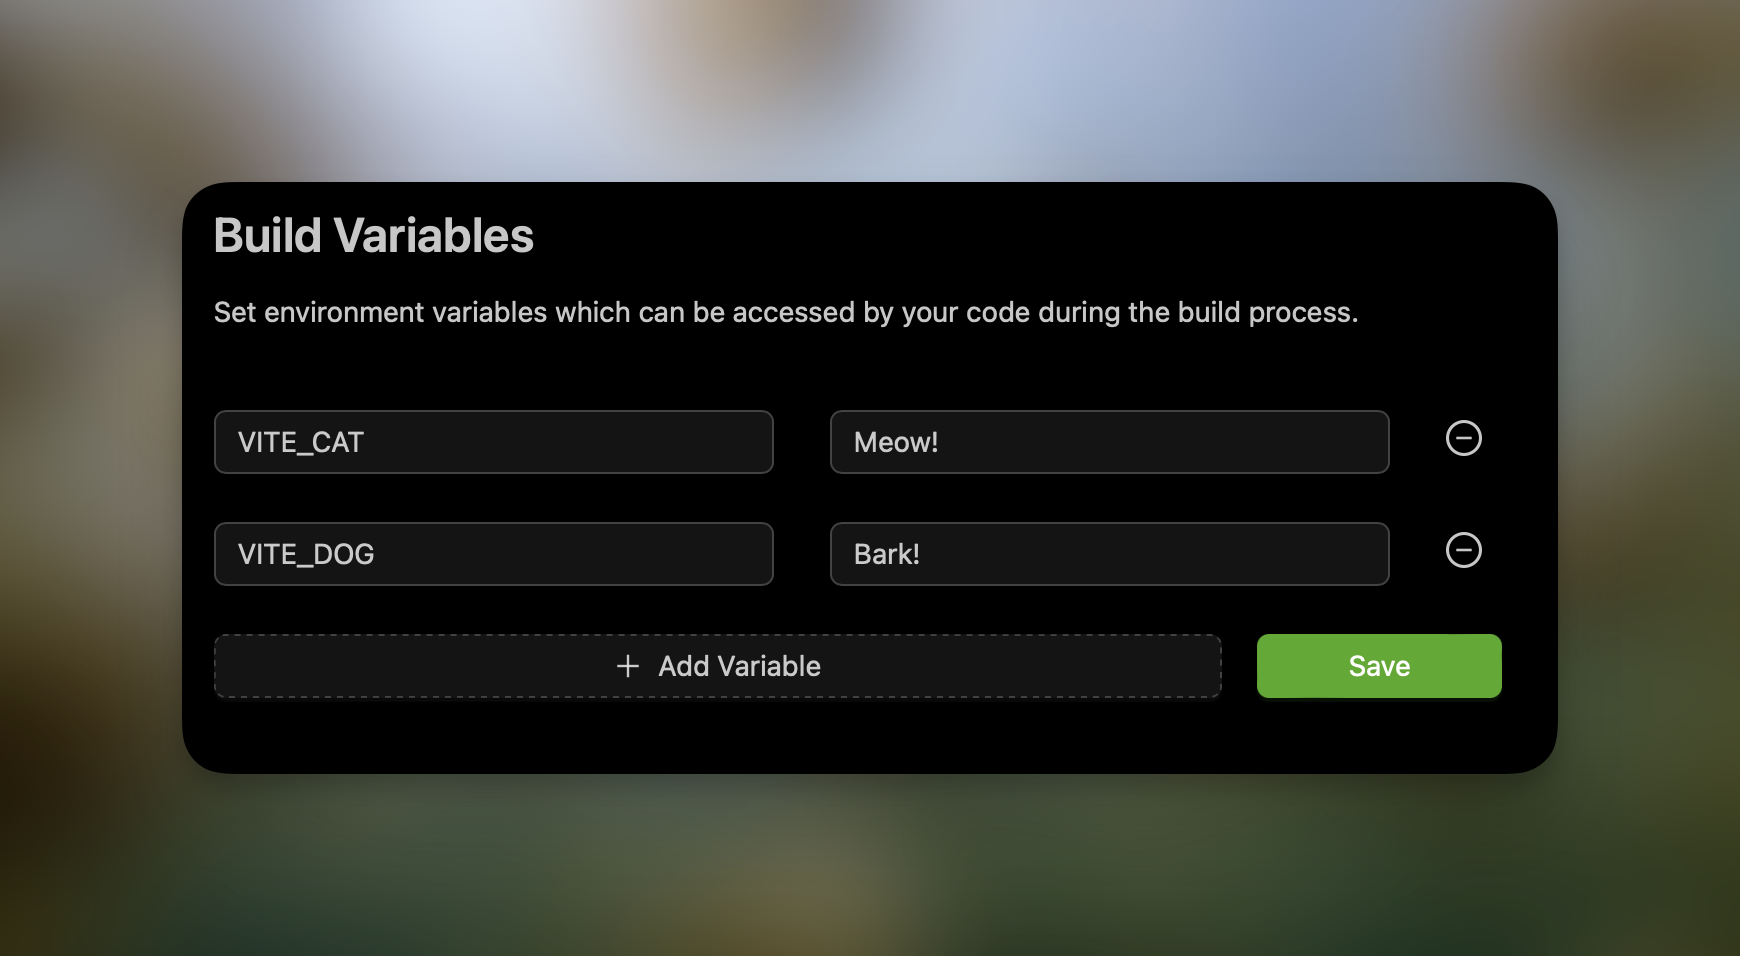 Build Variables
Set environment variables which can be accessed by your code during the build process.
VITE_CAT
Meow!
VITE_DOG
Bark!
Add Variable
Save